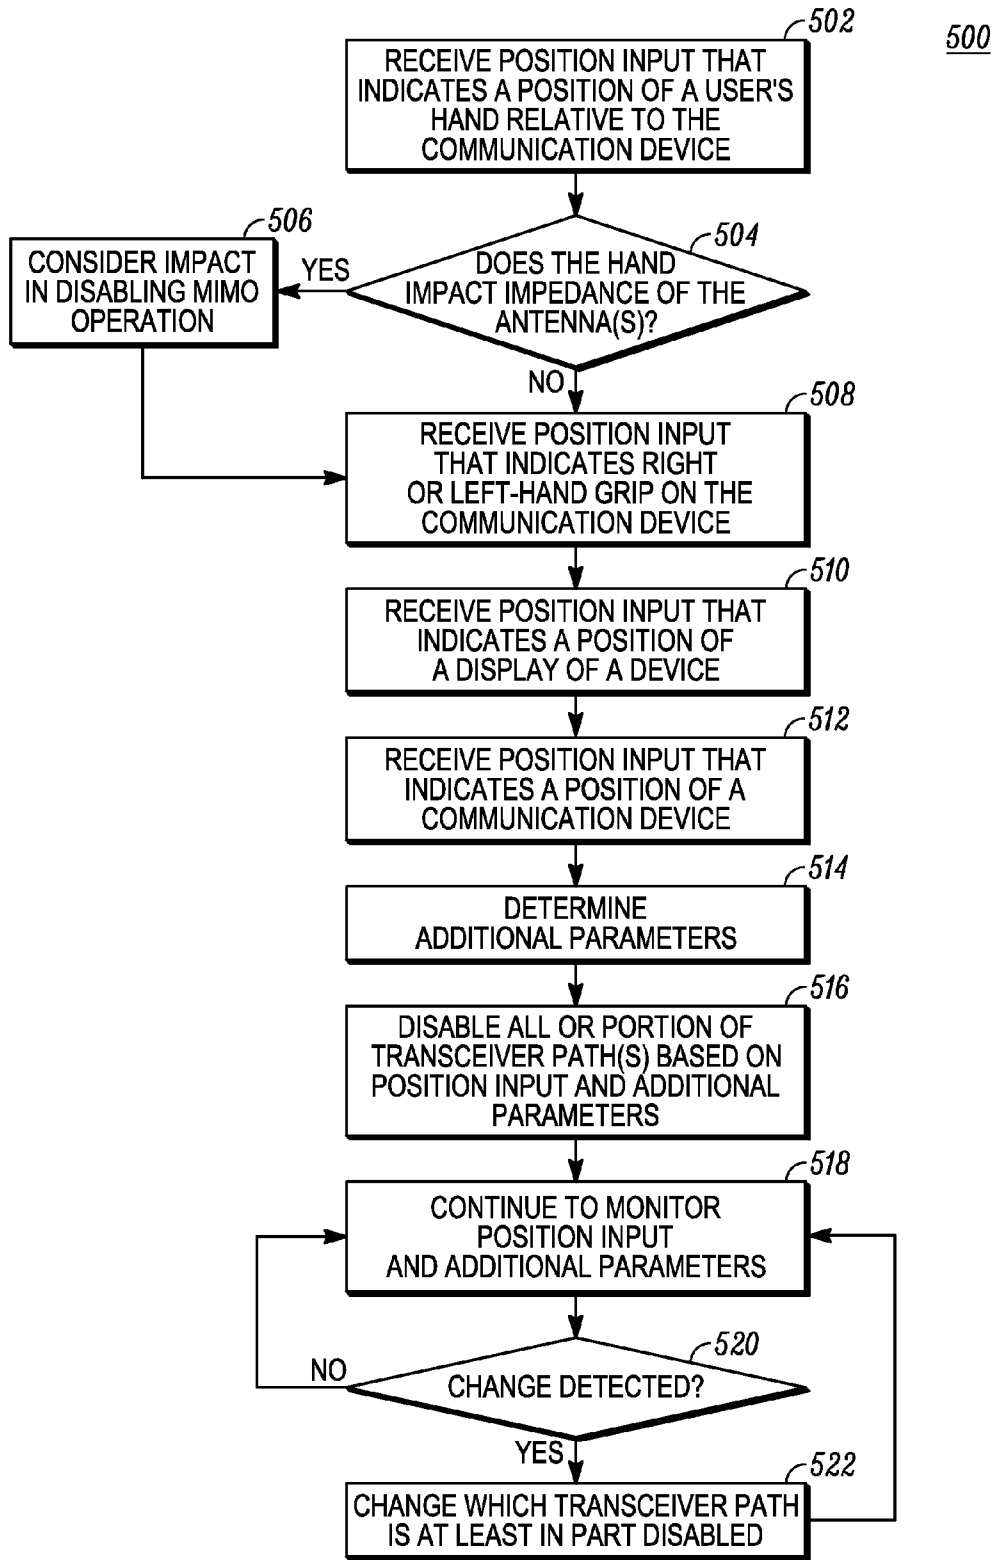 500
502
RECEIVE POSITION INPUT THAT
INDICATES A POSITION OF A USER'S
HAND RELATIVE TO THE
COMMUNICATION DEVICE
504
DOES THE HAND
IMPACT IMPEDANCE OF THE
ANTENNA(S)?
YES
506
CONSIDER IMPACT
IN DISABLING MIMO
OPERATION
NO
508
RECEIVE POSITION INPUT
THAT INDICATES RIGHT
OR LEFT-HAND GRIP ON THE
COMMUNICATION DEVICE
510
RECEIVE POSITION INPUT THAT
INDICATES A POSITION OF
A DISPLAY OF A DEVICE
512
RECEIVE POSITION INPUT THAT
INDICATES A POSITION OF A
COMMUNICATION DEVICE
514
DETERMINE
ADDITIONAL PARAMETERS
516
DISABLE ALL OR PORTION OF
TRANSCEIVER PATH(S) BASED ON
POSITION INPUT AND ADDITIONAL
PARAMETERS
518
CONTINUE TO MONITOR
POSITION INPUT
AND ADDITIONAL PARAMETERS
520
CHANGE DETECTED?
NO
YES
522
CHANGE WHICH TRANSCEIVER PATH
IS AT LEAST IN PART DISABLED